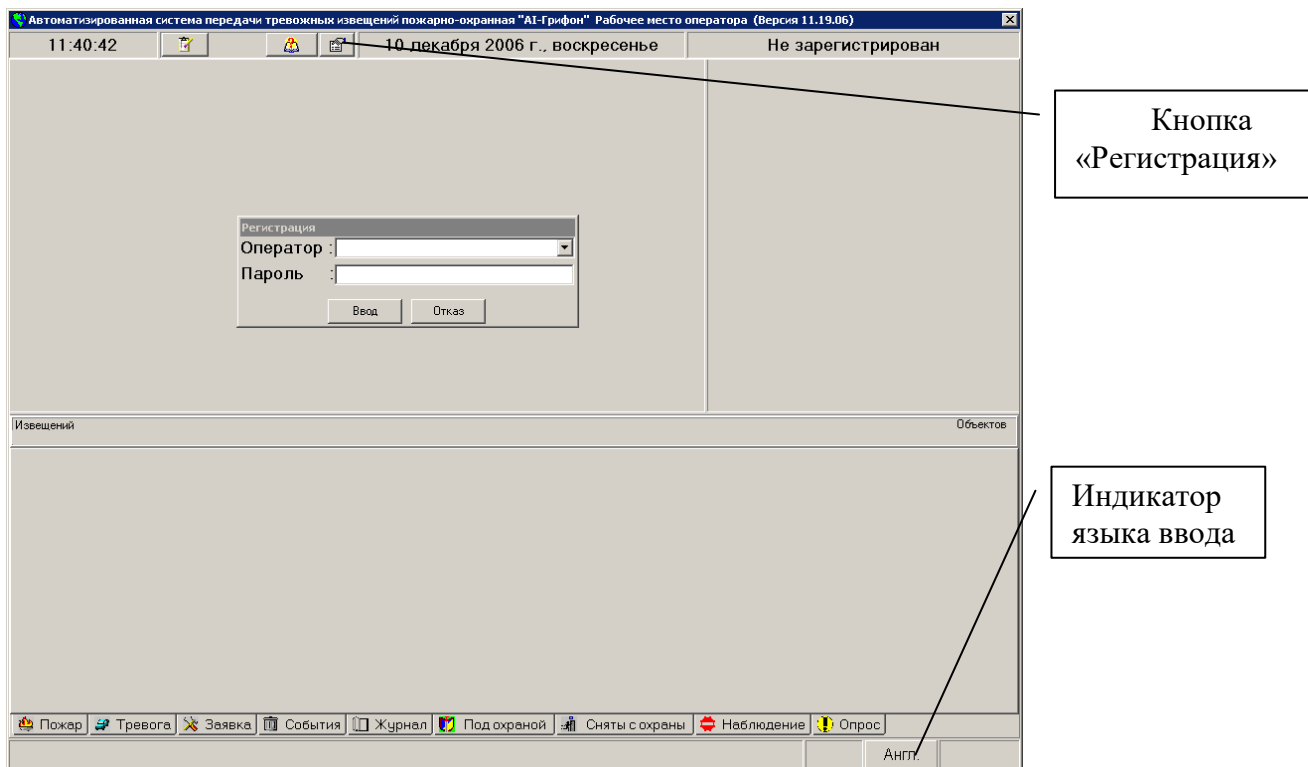 Автоматизированная система передачи тревожных извещений пожарно-охранная "AI-Грифон" Рабочее место оператора (Версия 11.19.06)
11:40:42
10 декабря 2006 г., воскресенье
Не зарегистрирован
Кнопка
«Регистрация»
Регистрация
Оператор :
Пароль :
Ввод
Отказ
Извещений
Объектов
Индикатор
языка ввода
Пожар
Тревога
Заявка
События
Журнал
Под охраной
Сняты с охраны
Наблюдение
Опрос
Англ.